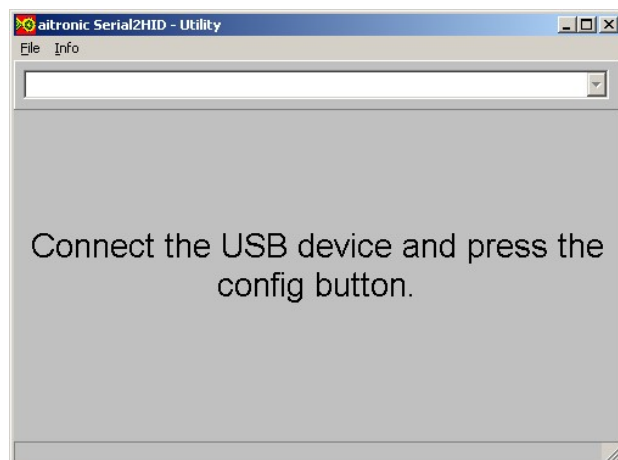 aitronic Serial2HID - Utility
File Info
Connect the USB device and press the
config button.